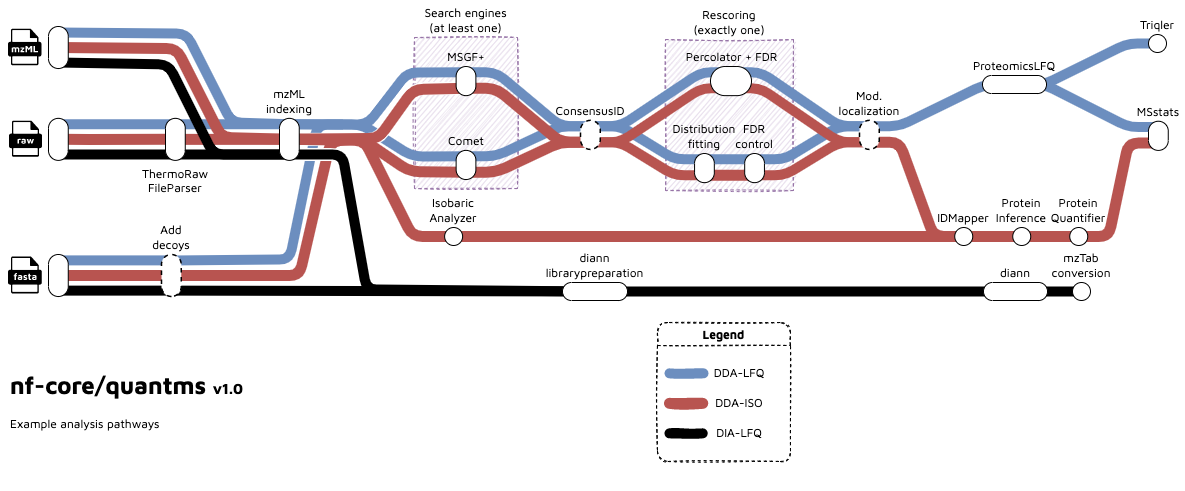 Search engines
(at least one)
Rescoring
(exactly one)
Triqler
mzML
MSGF+
Percolator + FDR
ProteomicsLFQ
mzML
indexing
ConsensusID
Mod.
localization
MSstats
raw
Comet
Distribution
fitting
FDR
control
ThermoRaw
FileParser
Isobaric
Analyzer
IDMapper
Protein
Inference
Protein
Quantifier
Add
decoys
fasta
diann
librarypreparation
diann
mzTab
conversion
Legend
DDA-LFQ
DDA-ISO
DIA-LFQ
nf-core/quantms v1.0
Example analysis pathways